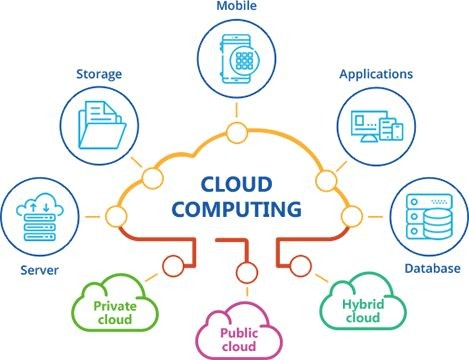 Mobile
Storage
Applications
CLOUD
COMPUTING
Server
Database
Private
cloud
Public
cloud
Hybrid
cloud